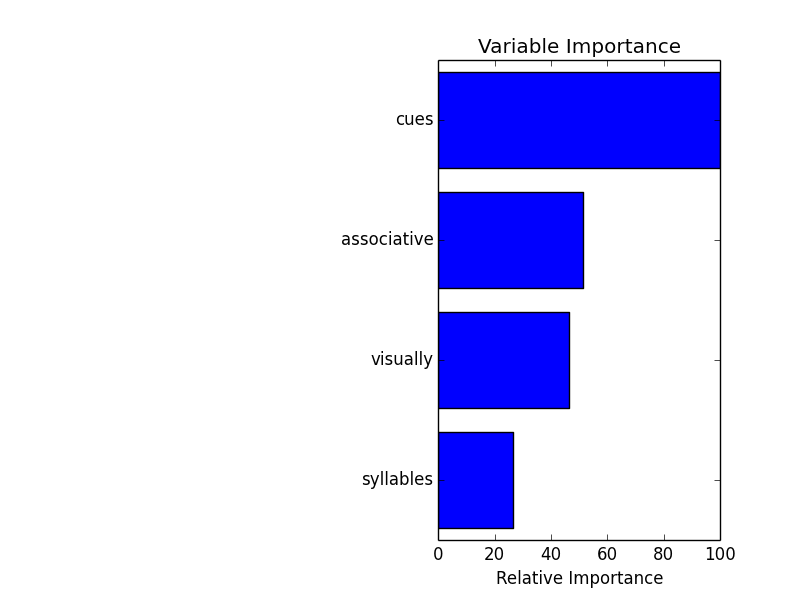 Variable Importance
cues
associative
visually
syllables
0 20 40 60 80 100
Relative Importance